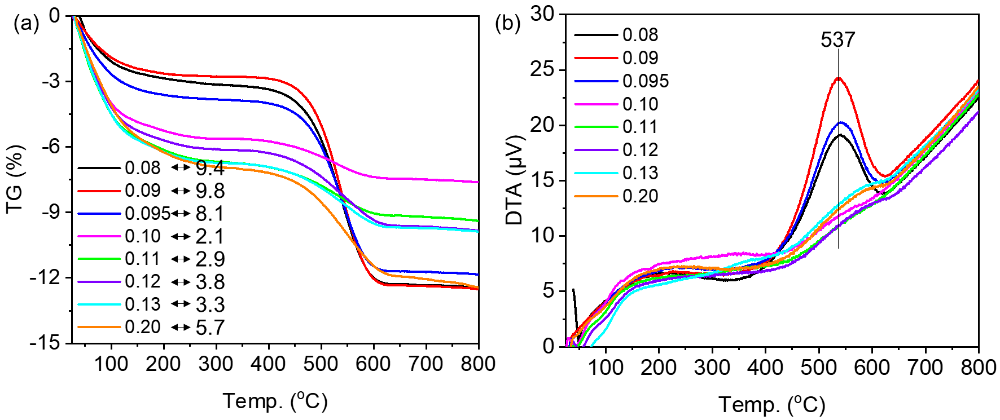 (a)
0
-3
-6
-9
-12
-15
TG (%)
0.08 ↔ 9.4
0.09 ↔ 9.8
0.095 ↔ 8.1
0.10 ↔ 2.1
0.11 ↔ 2.9
0.12 ↔ 3.8
0.13 ↔ 3.3
0.20 ↔ 5.7
100 200 300 400 500 600 700 800
Temp. (°C)
(b)
30
25
20
15
10
5
0
DTA (μV)
0.08
0.09
0.095
0.10
0.11
0.12
0.13
0.20
537
100 200 300 400 500 600 700 800
Temp. (°C)